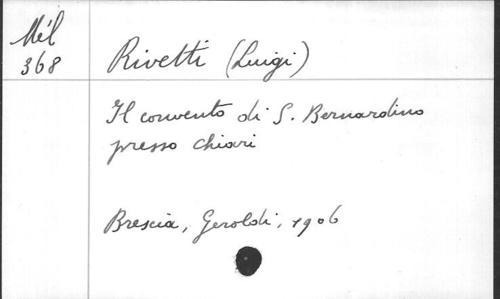 Mél
368
Rivetti (Luigi)
Il convento di S. Bernardino
presso Chiari
Brescia, Geroldi, 1906